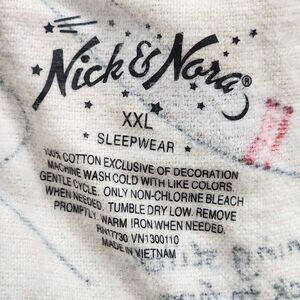 Nick & Nora®
XXL
SLEEPWEAR
100% COTTON EXCLUSIVE OF DECORATION
MACHINE WASH COLD WITH LIKE COLORS.
GENTLE CYCLE. ONLY NON-CHLORINE BLEACH
WHEN NEEDED. TUMBLE DRY LOW. REMOVE
PROMPTLY. WARM IRON WHEN NEEDED.
RN17730 VN1300110
MADE IN VIETNAM